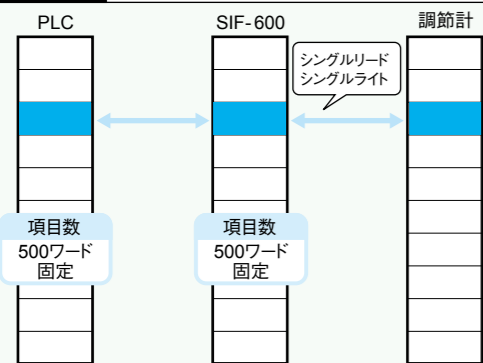 PLC
SIF-600
調節計
シングルリード
シングルライト
項目数
500ワード
固定
項目数
500ワード
固定